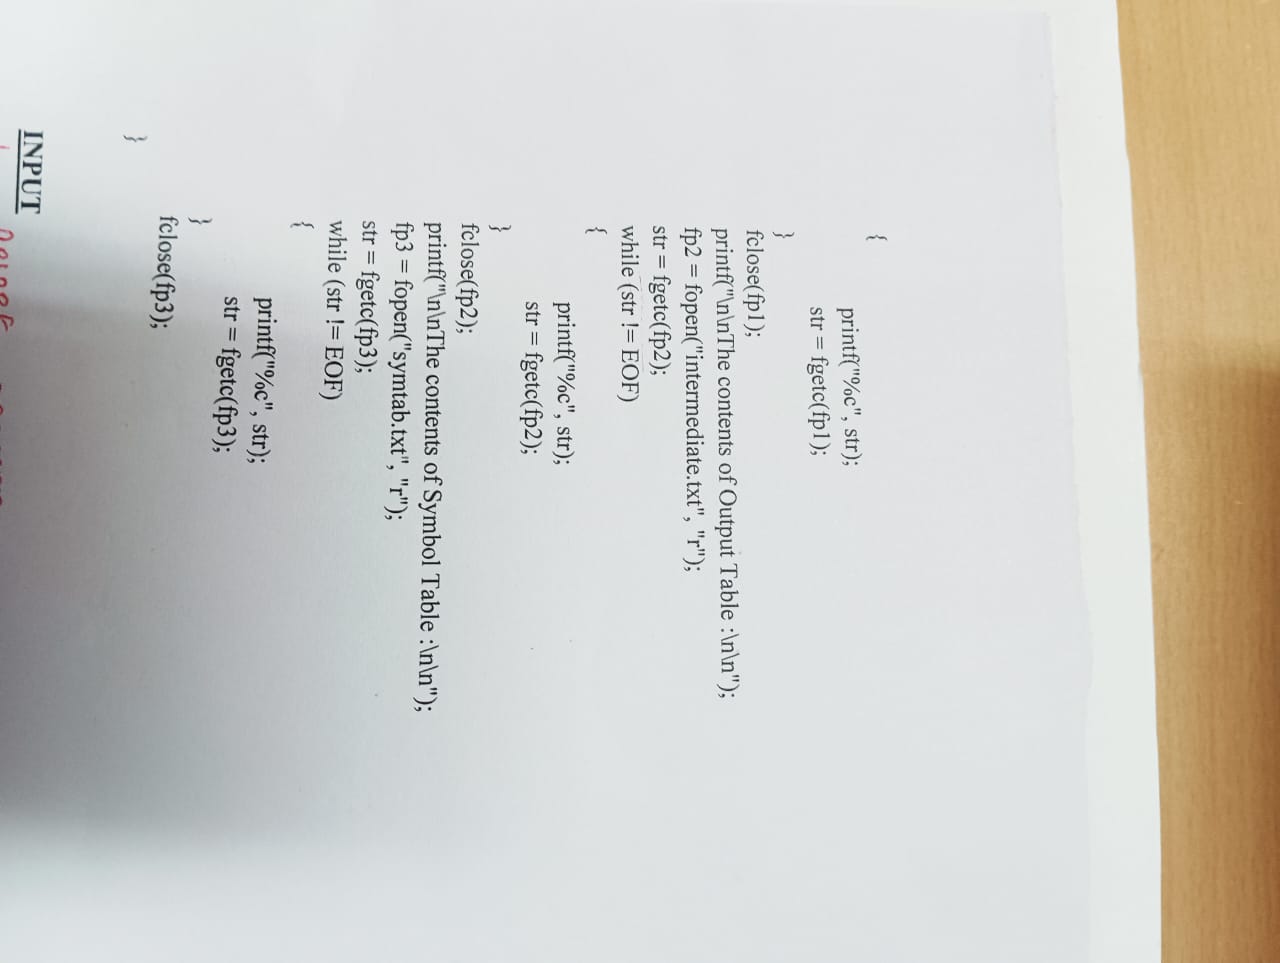 {
printf("%c", str);
str = fgetc(fp1);
}
fclose(fp1);
printf("\n\nThe contents of Output Table :\n\n");
fp2 = fopen("intermediate.txt", "r");
str = fgetc(fp2);
while (str != EOF)
{
printf("%c", str);
str = fgetc(fp2);
}
fclose(fp2);
printf("\n\nThe contents of Symbol Table :\n\n");
fp3 = fopen("symtab.txt", "r");
str = fgetc(fp3);
while (str != EOF)
{
printf("%c", str);
str = fgetc(fp3);
}
fclose(fp3);
}
INPUT